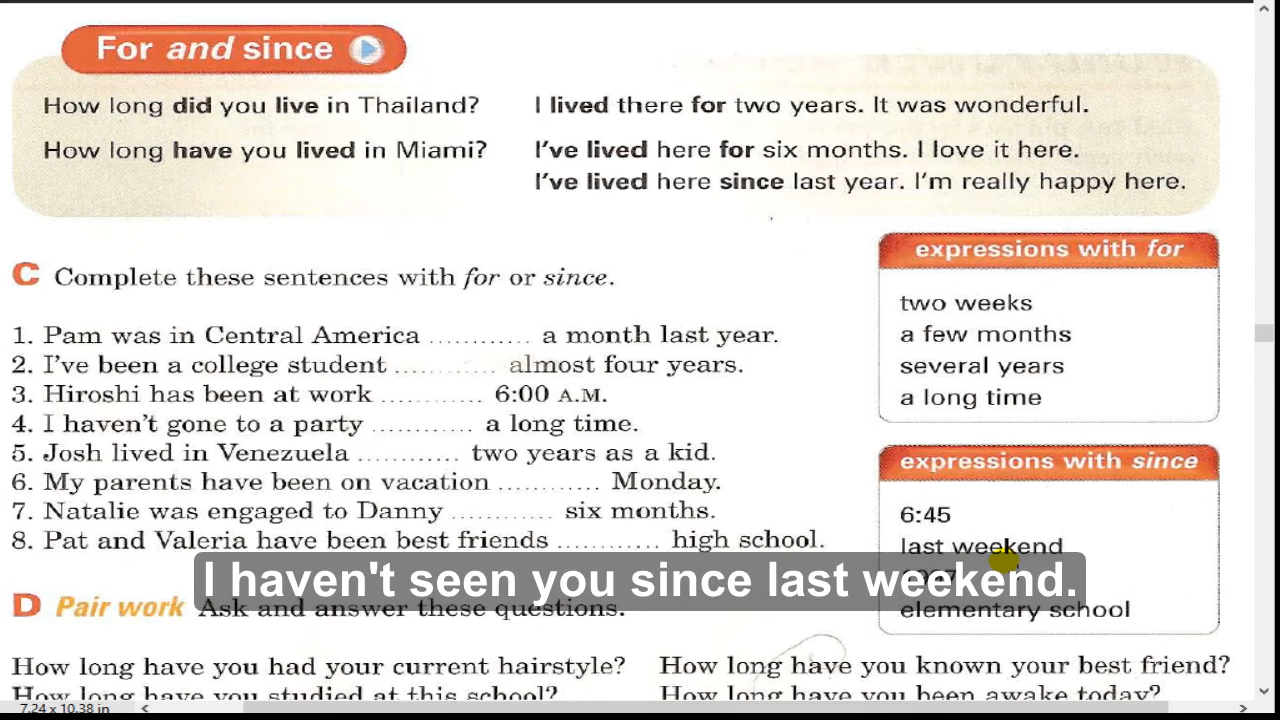 For and since
How long did you live in Thailand? I lived there for two years. It was wonderful.
How long have you lived in Miami? I've lived here for six months. I love it here.
I've lived here since last year. I'm really happy here.
C Complete these sentences with for or since.
1. Pam was in Central America ............ a month last year.
2. I've been a college student ............ almost four years.
3. Hiroshi has been at work ............ 6:00 A.M.
4. I haven't gone to a party ............ a long time.
5. Josh lived in Venezuela ............ two years as a kid.
6. My parents have been on vacation ............ Monday.
7. Natalie was engaged to Danny ............ six months.
8. Pat and Valeria have been best friends ............ high school.
expressions with for
two weeks
a few months
several years
a long time
expressions with since
6:45
last weekend
elementary school
I haven't seen you since last weekend.
D Pair work Ask and answer these questions.
How long have you had your current hairstyle? How long have you known your best friend?
How long have you studied at this school? How long have you been awake today?
7.24 x 10.38 in